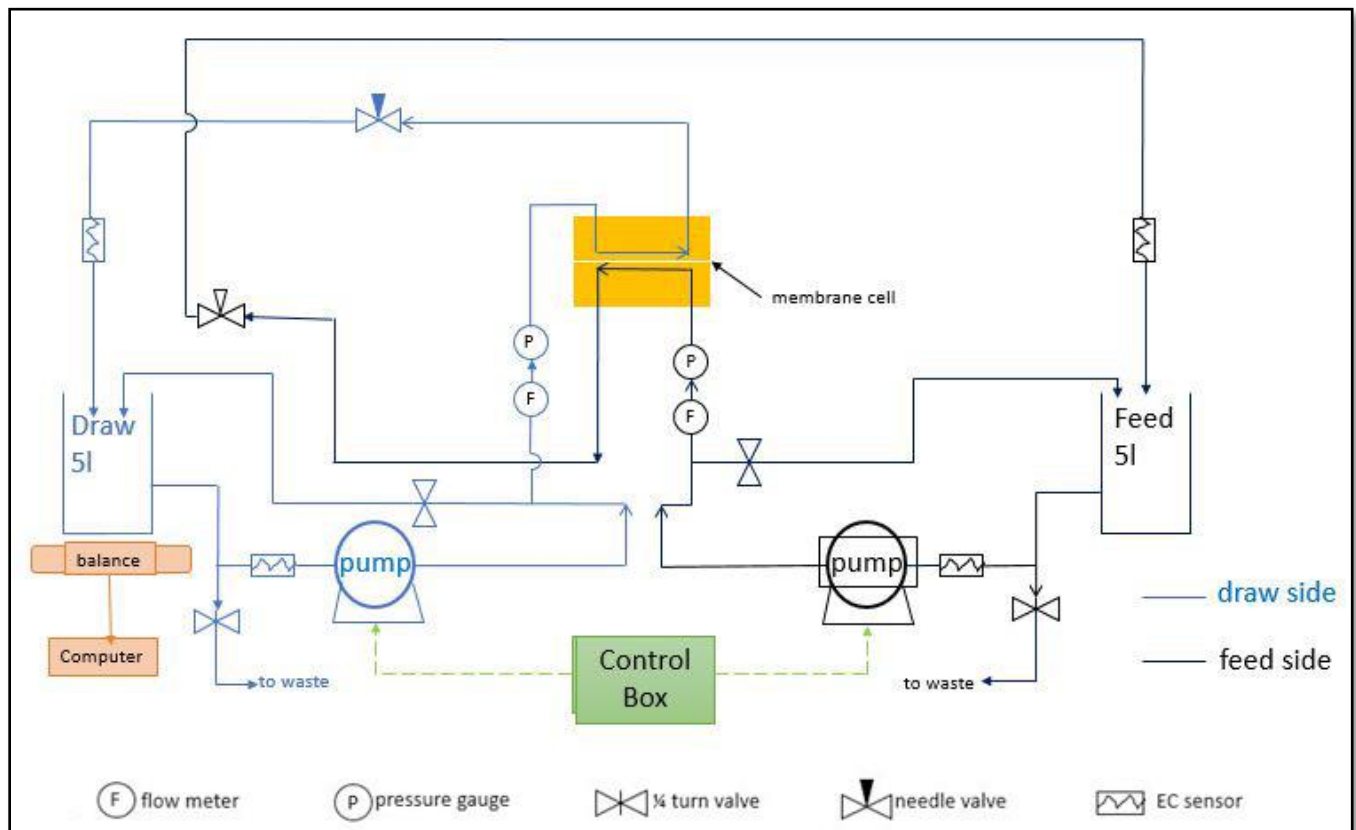 membrane cell
P
F
P
F
Draw
5l
Feed
5l
balance
Computer
pump
pump
to waste
Control
Box
to waste
draw side
feed side
F flow meter
P pressure gauge
¼ turn valve
needle valve
EC sensor